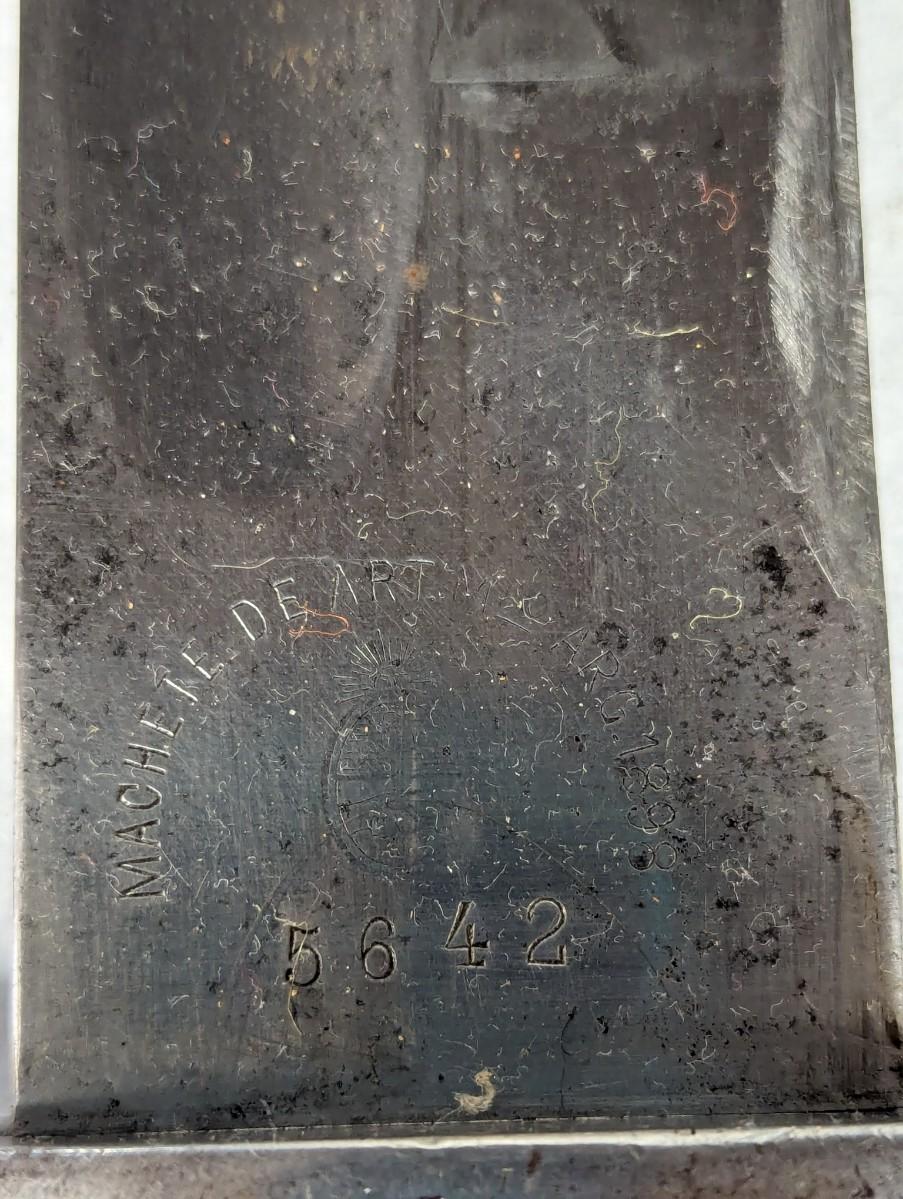 MACHETE DE ART ARG. 1898
5642